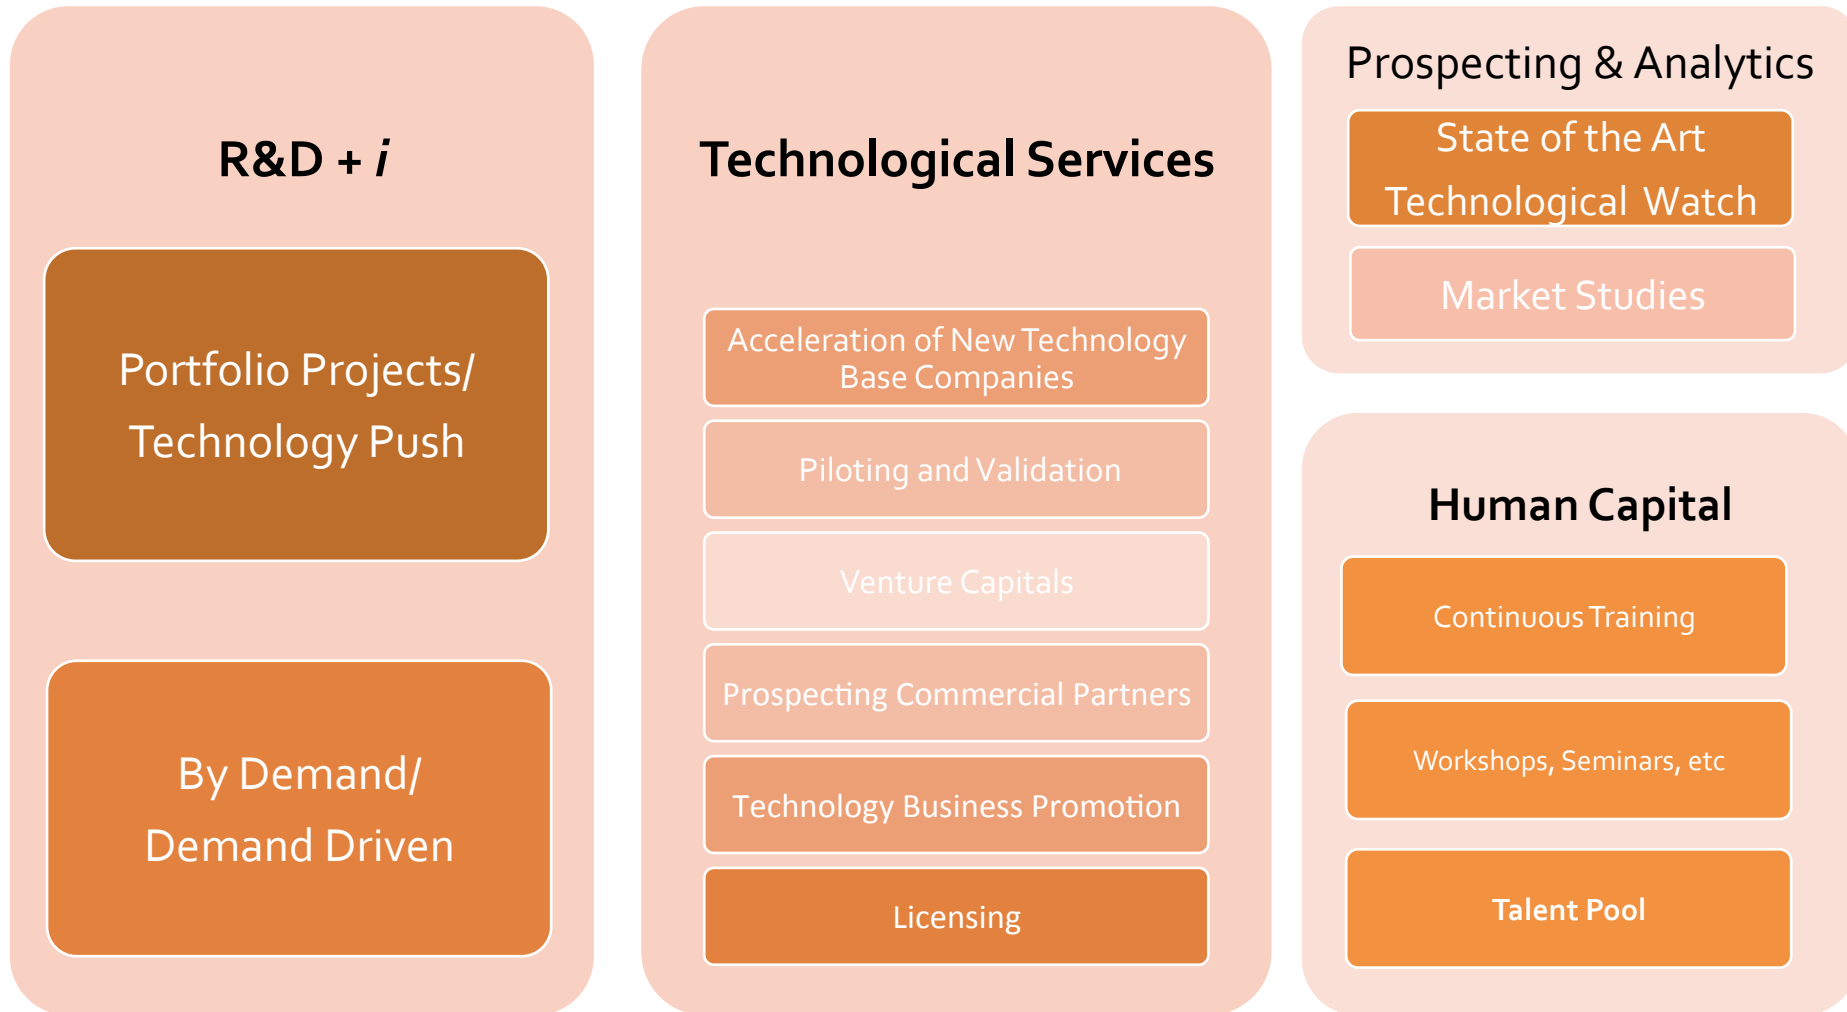 R&D + i
Portfolio Projects/
Technology Push
By Demand/
Demand Driven
Technological Services
Acceleration of New Technology
Base Companies
Piloting and Validation
Venture Capitals
Prospecting Commercial Partners
Technology Business Promotion
Licensing
Prospecting & Analytics
State of the Art
Technological Watch
Market Studies
Human Capital
Continuous Training
Workshops, Seminars, etc
Talent Pool